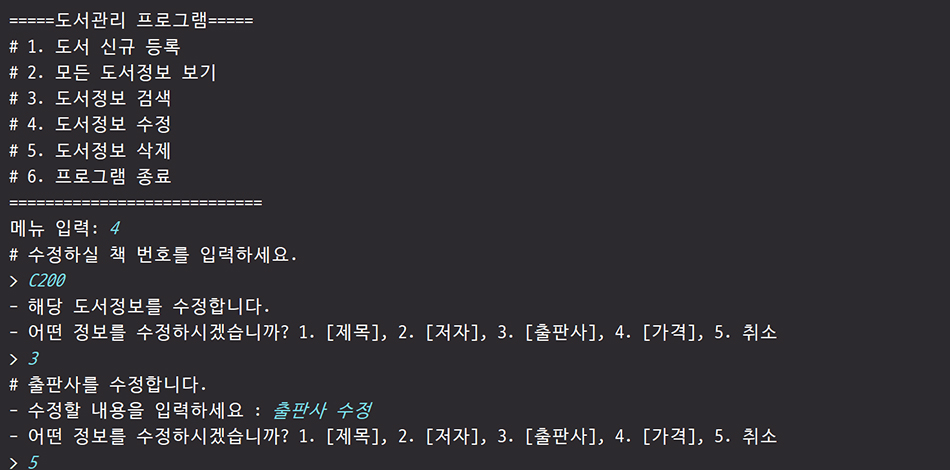 =====도서관리 프로그램=====
# 1. 도서 신규 등록
# 2. 모든 도서정보 보기
# 3. 도서정보 검색
# 4. 도서정보 수정
# 5. 도서정보 삭제
# 6. 프로그램 종료
============================
메뉴 입력: 4
# 수정하실 책 번호를 입력하세요.
> C200
- 해당 도서정보를 수정합니다.
- 어떤 정보를 수정하시겠습니까? 1. [제목], 2. [저자], 3. [출판사], 4. [가격], 5. 취소
> 3
# 출판사를 수정합니다.
- 수정할 내용을 입력하세요 : 출판사 수정
- 어떤 정보를 수정하시겠습니까? 1. [제목], 2. [저자], 3. [출판사], 4. [가격], 5. 취소
> 5